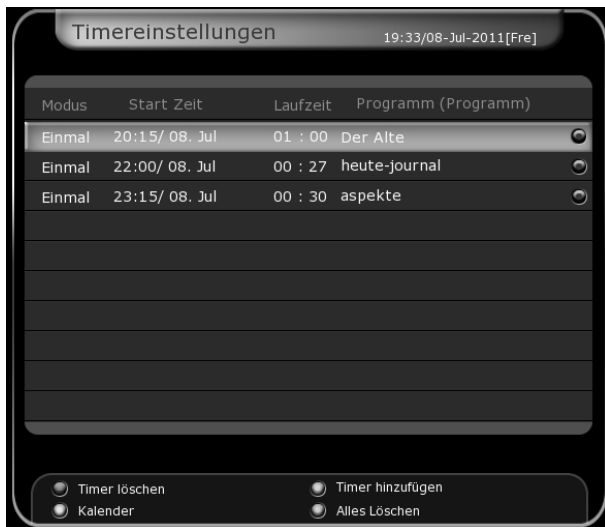 Timereinstellungen 19:33/08-Jul-2011[Fre]
Modus Start Zeit Laufzeit Programm (Programm)
Einmal 20:15/ 08. Jul 01 : 00 Der Alte
Einmal 22:00/ 08. Jul 00 : 27 heute-journal
Einmal 23:15/ 08. Jul 00 : 30 aspekte
Timer löschen Timer hinzufügen
Kalender Alles Löschen